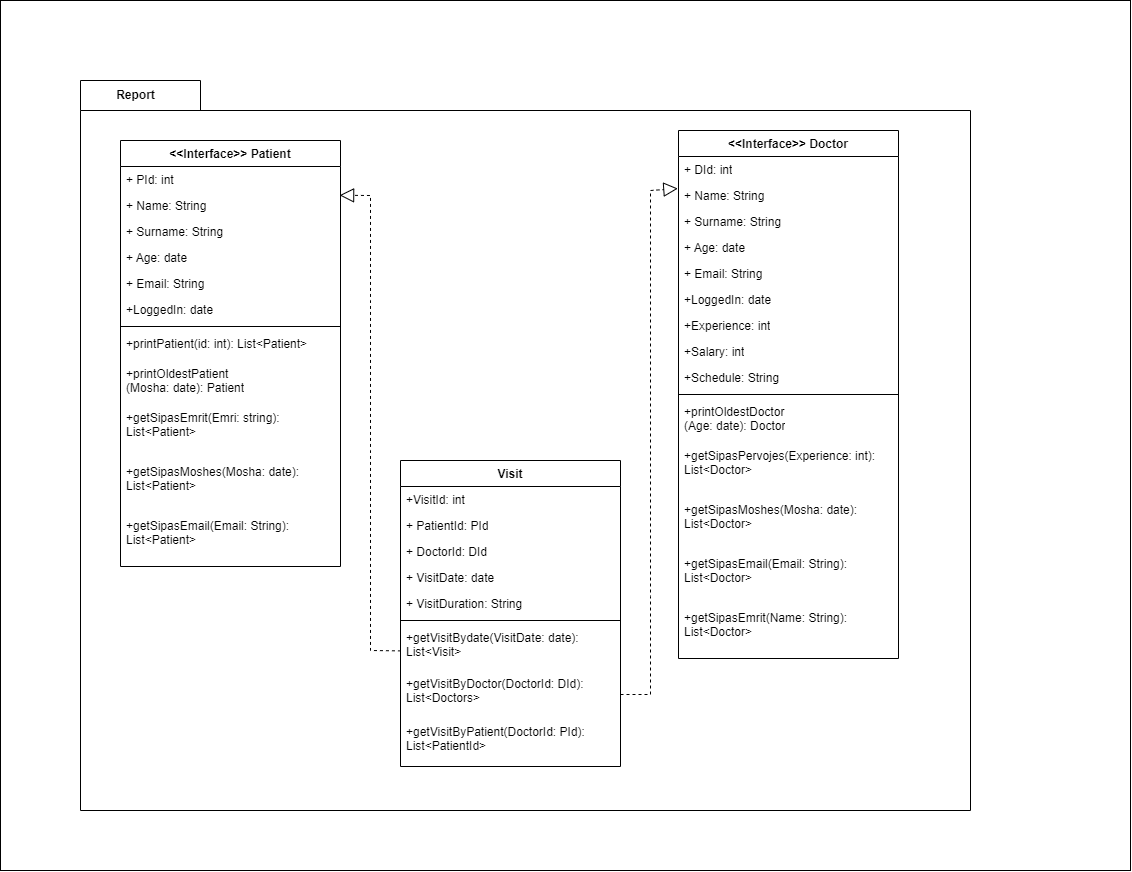 Report
<<Interface>> Patient
+ PId: int
+ Name: String
+ Surname: String
+ Age: date
+ Email: String
+LoggedIn: date
+printPatient(id: int): List<Patient>
+printOldestPatient
(Mosha: date): Patient
+getSipasEmrit(Emri: string):
List<Patient>
+getSipasMoshes(Mosha: date):
List<Patient>
+getSipasEmail(Email: String):
List<Patient>
Visit
+VisitId: int
+ PatientId: PId
+ DoctorId: DId
+ VisitDate: date
+ VisitDuration: String
+getVisitBydate(VisitDate: date):
List<Visit>
+getVisitByDoctor(DoctorId: DId):
List<Doctors>
+getVisitByPatient(DoctorId: PId):
List<PatientId>
<<Interface>> Doctor
+ DId: int
+ Name: String
+ Surname: String
+ Age: date
+ Email: String
+LoggedIn: date
+Experience: int
+Salary: int
+Schedule: String
+printOldestDoctor
(Age: date): Doctor
+getSipasPervojes(Experience: int):
List<Doctor>
+getSipasMoshes(Mosha: date):
List<Doctor>
+getSipasEmail(Email: String):
List<Doctor>
+getSipasEmrit(Name: String):
List<Doctor>